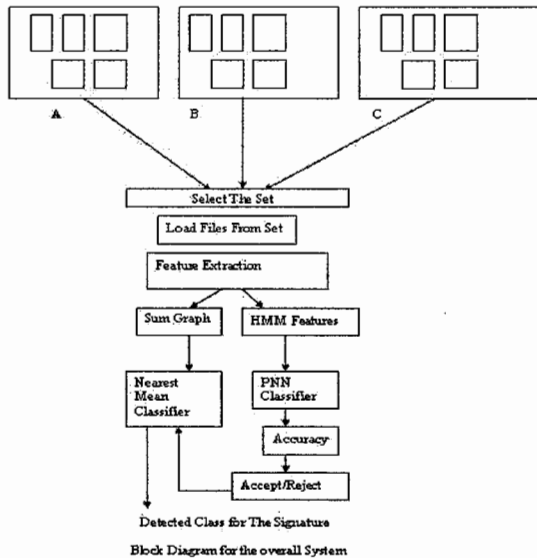 A B C
Select The Set
Load Files From Set
Feature Extraction
Sum Graph HMM Features
Nearest
Mean
Classifier
PNN
Classifier
Accuracy
Accept/Reject
Detected Class for The Signature
Block Diagram for the overall System